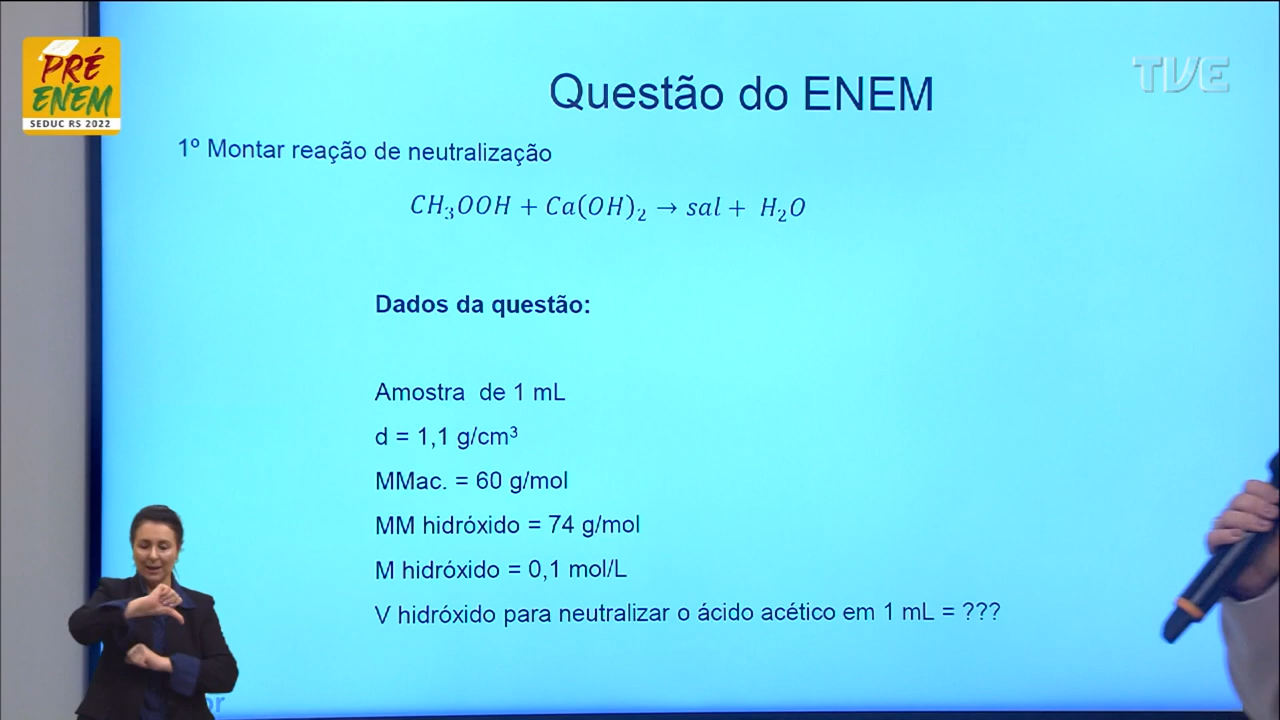 PRÉ
ENEM
SEDUC RS 2022
TVE
Questão do ENEM
1º Montar reação de neutralização
CH₃OOH + Ca(OH)₂ → sal + H₂O
Dados da questão:
Amostra de 1 mL
d = 1,1 g/cm³
MMac. = 60 g/mol
MM hidróxido = 74 g/mol
M hidróxido = 0,1 mol/L
V hidróxido para neutralizar o ácido acético em 1 mL = ???